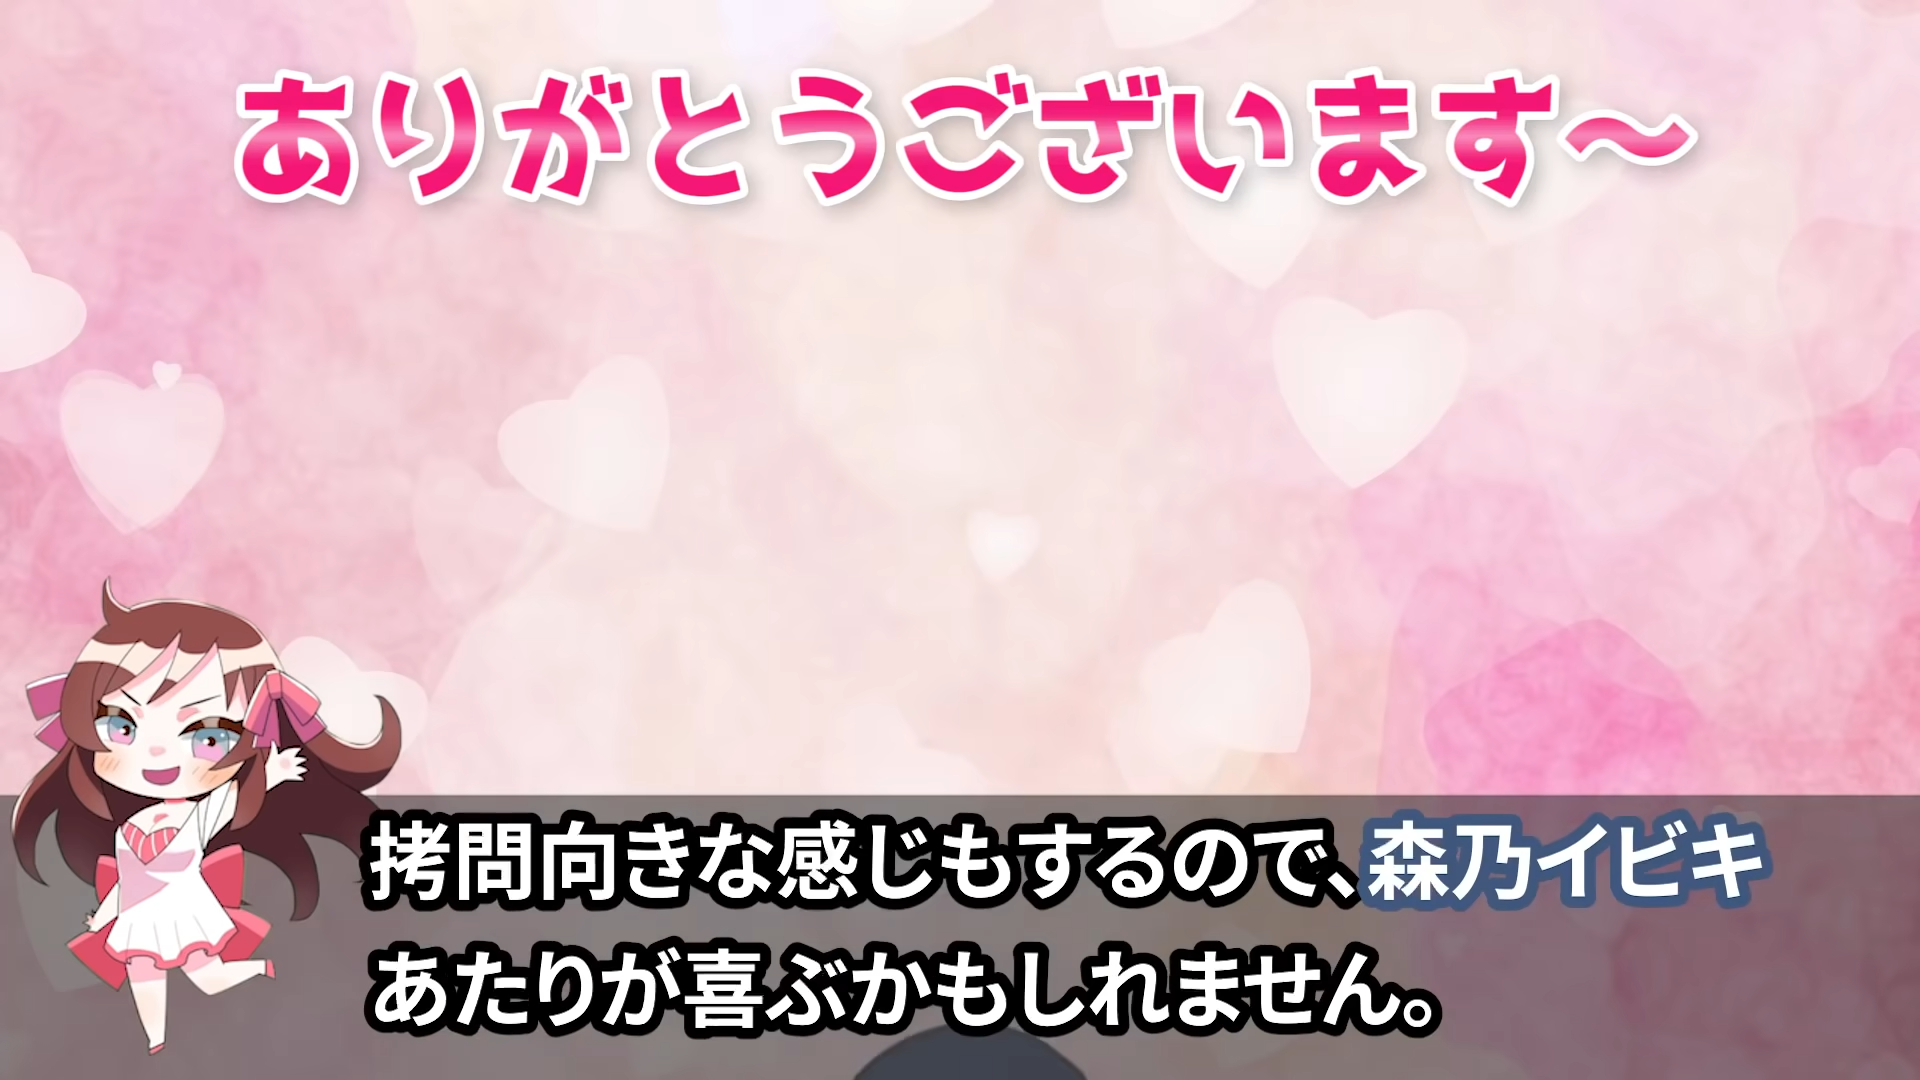 ありがとうございます～
拷問向きな感じもするので、森乃イビキ
あたりが喜ぶかもしれません。